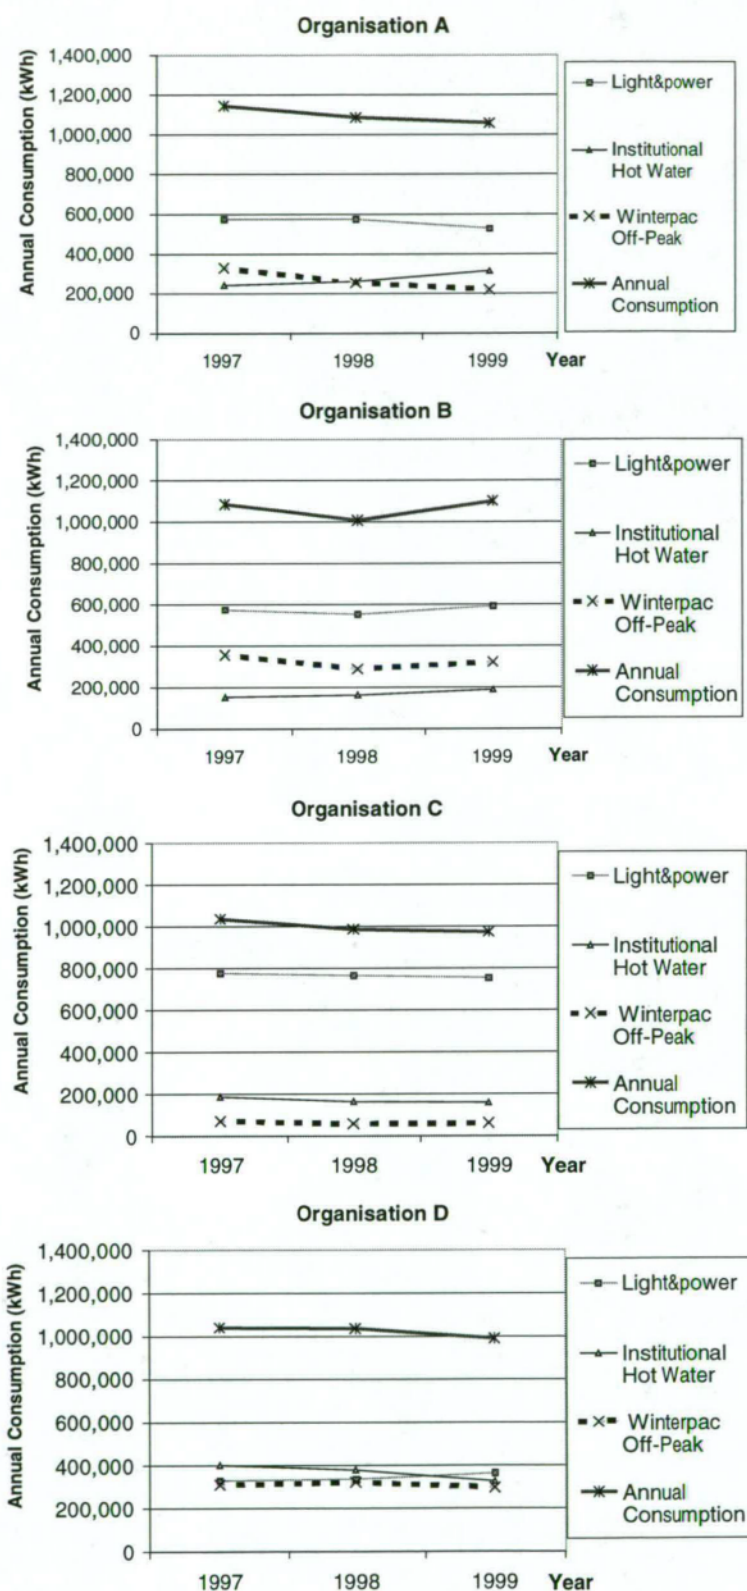 Organisation A
Annual Consumption (kWh)
1,400,000
1,200,000
1,000,000
800,000
600,000
400,000
200,000
0
1997
1998
1999
Year
Light&power
Institutional
Hot Water
Winterpac
Off-Peak
Annual
Consumption
Organisation B
Annual Consumption (kWh)
1,400,000
1,200,000
1,000,000
800,000
600,000
400,000
200,000
0
1997
1998
1999
Year
Light&power
Institutional
Hot Water
Winterpac
Off-Peak
Annual
Consumption
Organisation C
Annual Consumption (kWh)
1,400,000
1,200,000
1,000,000
800,000
600,000
400,000
200,000
0
1997
1998
1999
Year
Light&power
Institutional
Hot Water
Winterpac
Off-Peak
Annual
Consumption
Organisation D
Annual Consumption (kWh)
1,400,000
1,200,000
1,000,000
800,000
600,000
400,000
200,000
0
1997
1998
1999
Year
Light&power
Institutional
Hot Water
Winterpac
Off-Peak
Annual
Consumption